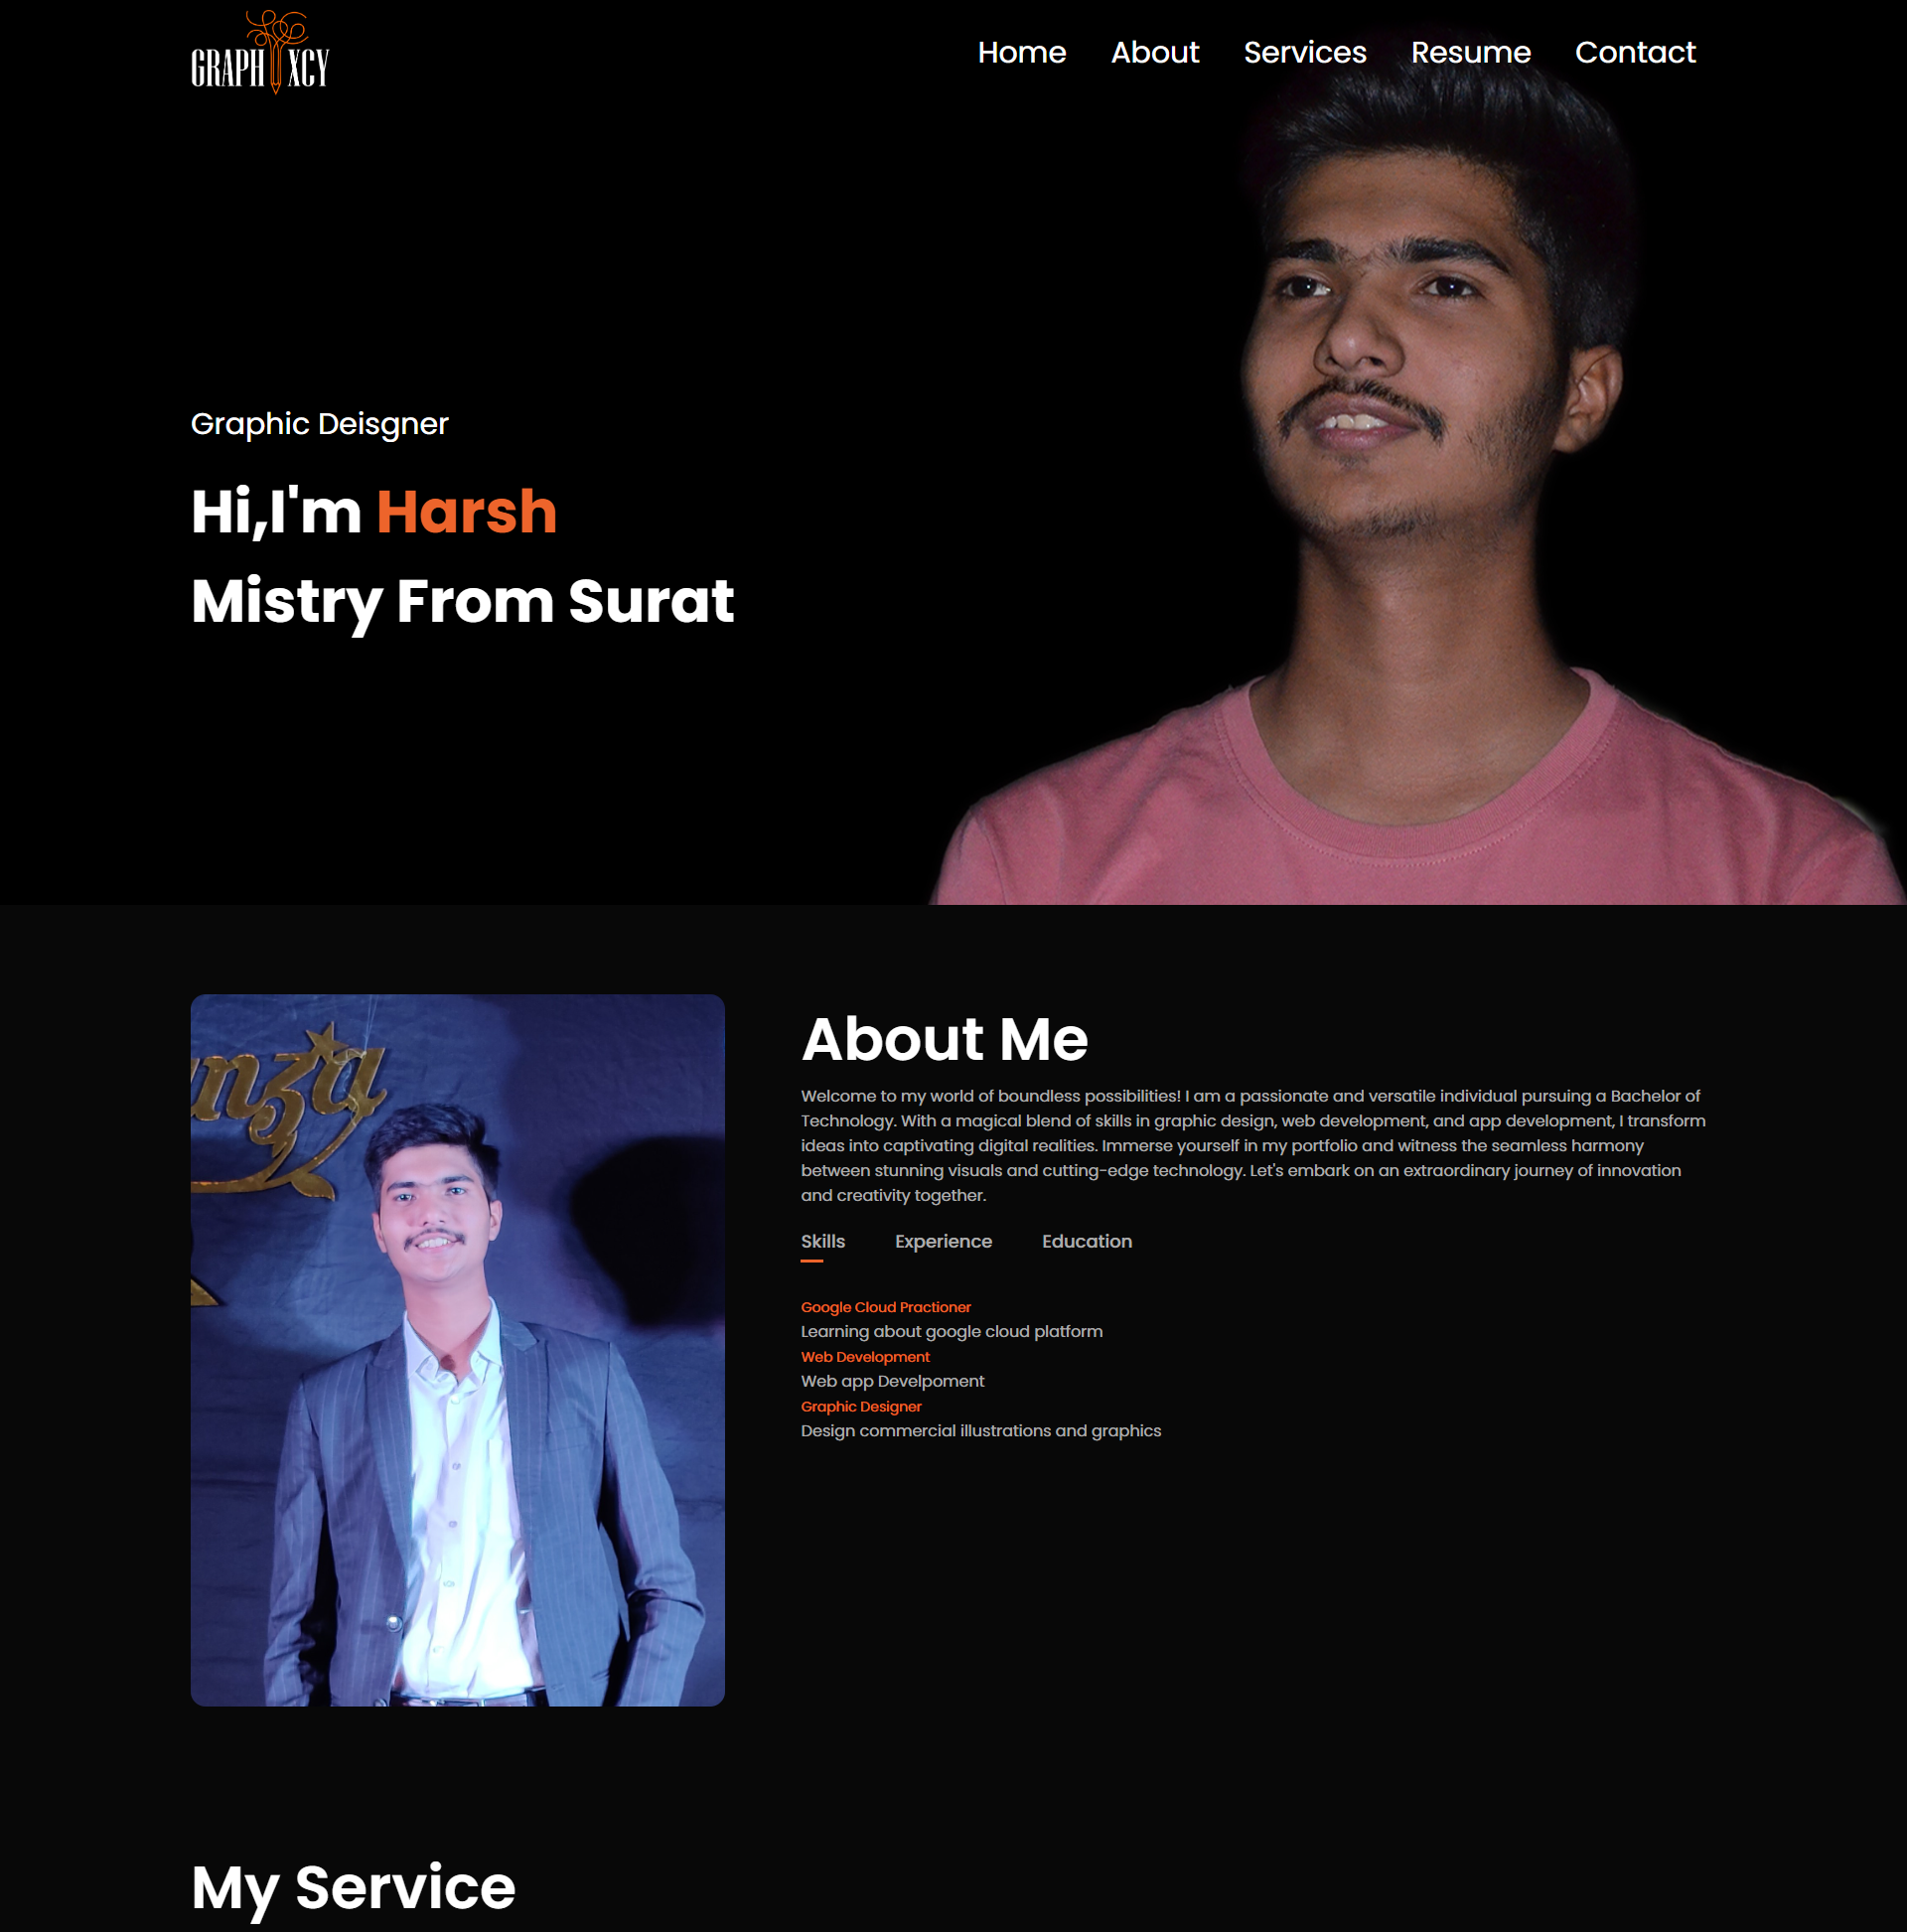 GRAPHIXCY
Home About Services Resume Contact
Graphic Deisgner
Hi,I'm Harsh
Mistry From Surat
nza
About Me
Welcome to my world of boundless possibilities! I am a passionate and versatile individual pursuing a Bachelor of
Technology. With a magical blend of skills in graphic design, web development, and app development, I transform
ideas into captivating digital realities. Immerse yourself in my portfolio and witness the seamless harmony
between stunning visuals and cutting-edge technology. Let's embark on an extraordinary journey of innovation
and creativity together.
Skills Experience Education
Google Cloud Practioner
Learning about google cloud platform
Web Development
Web app Develpoment
Graphic Designer
Design commercial illustrations and graphics
My Service